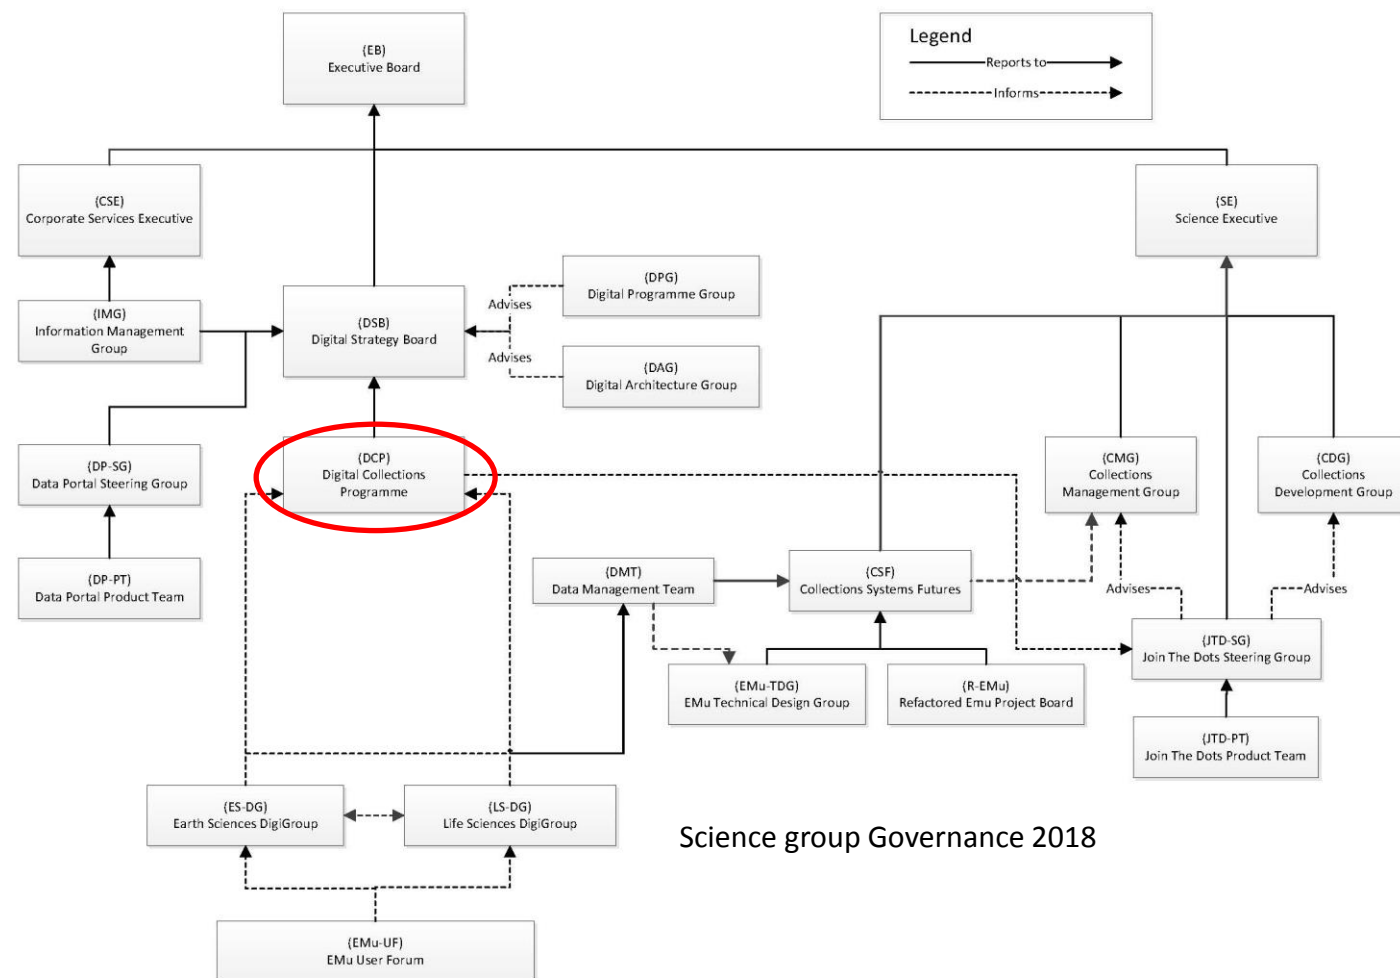 {EB}
Executive Board
Legend
Reports to
Informs
{CSE}
Corporate Services Executive
{SE}
Science Executive
{DPG}
Digital Programme Group
Advises
{IMG}
Information Management
Group
{DSB}
Digital Strategy Board
Advises
{DAG}
Digital Architecture Group
{DP-SG}
Data Portal Steering Group
{DCP}
Digital Collections
Programme
{CMG}
Collections
Management Group
{CDG}
Collections
Development Group
{DP-PT}
Data Portal Product Team
{DMT}
Data Management Team
{CSF}
Collections Systems Futures
Advises
Advises
{JTD-SG}
Join The Dots Steering Group
{EMu-TDG}
EMu Technical Design Group
{R-EMu}
Refactored Emu Project Board
{JTD-PT}
Join The Dots Product Team
{ES-DG}
Earth Sciences DigiGroup
{LS-DG}
Life Sciences DigiGroup
Science group Governance 2018
{EMu-UF}
EMu User Forum